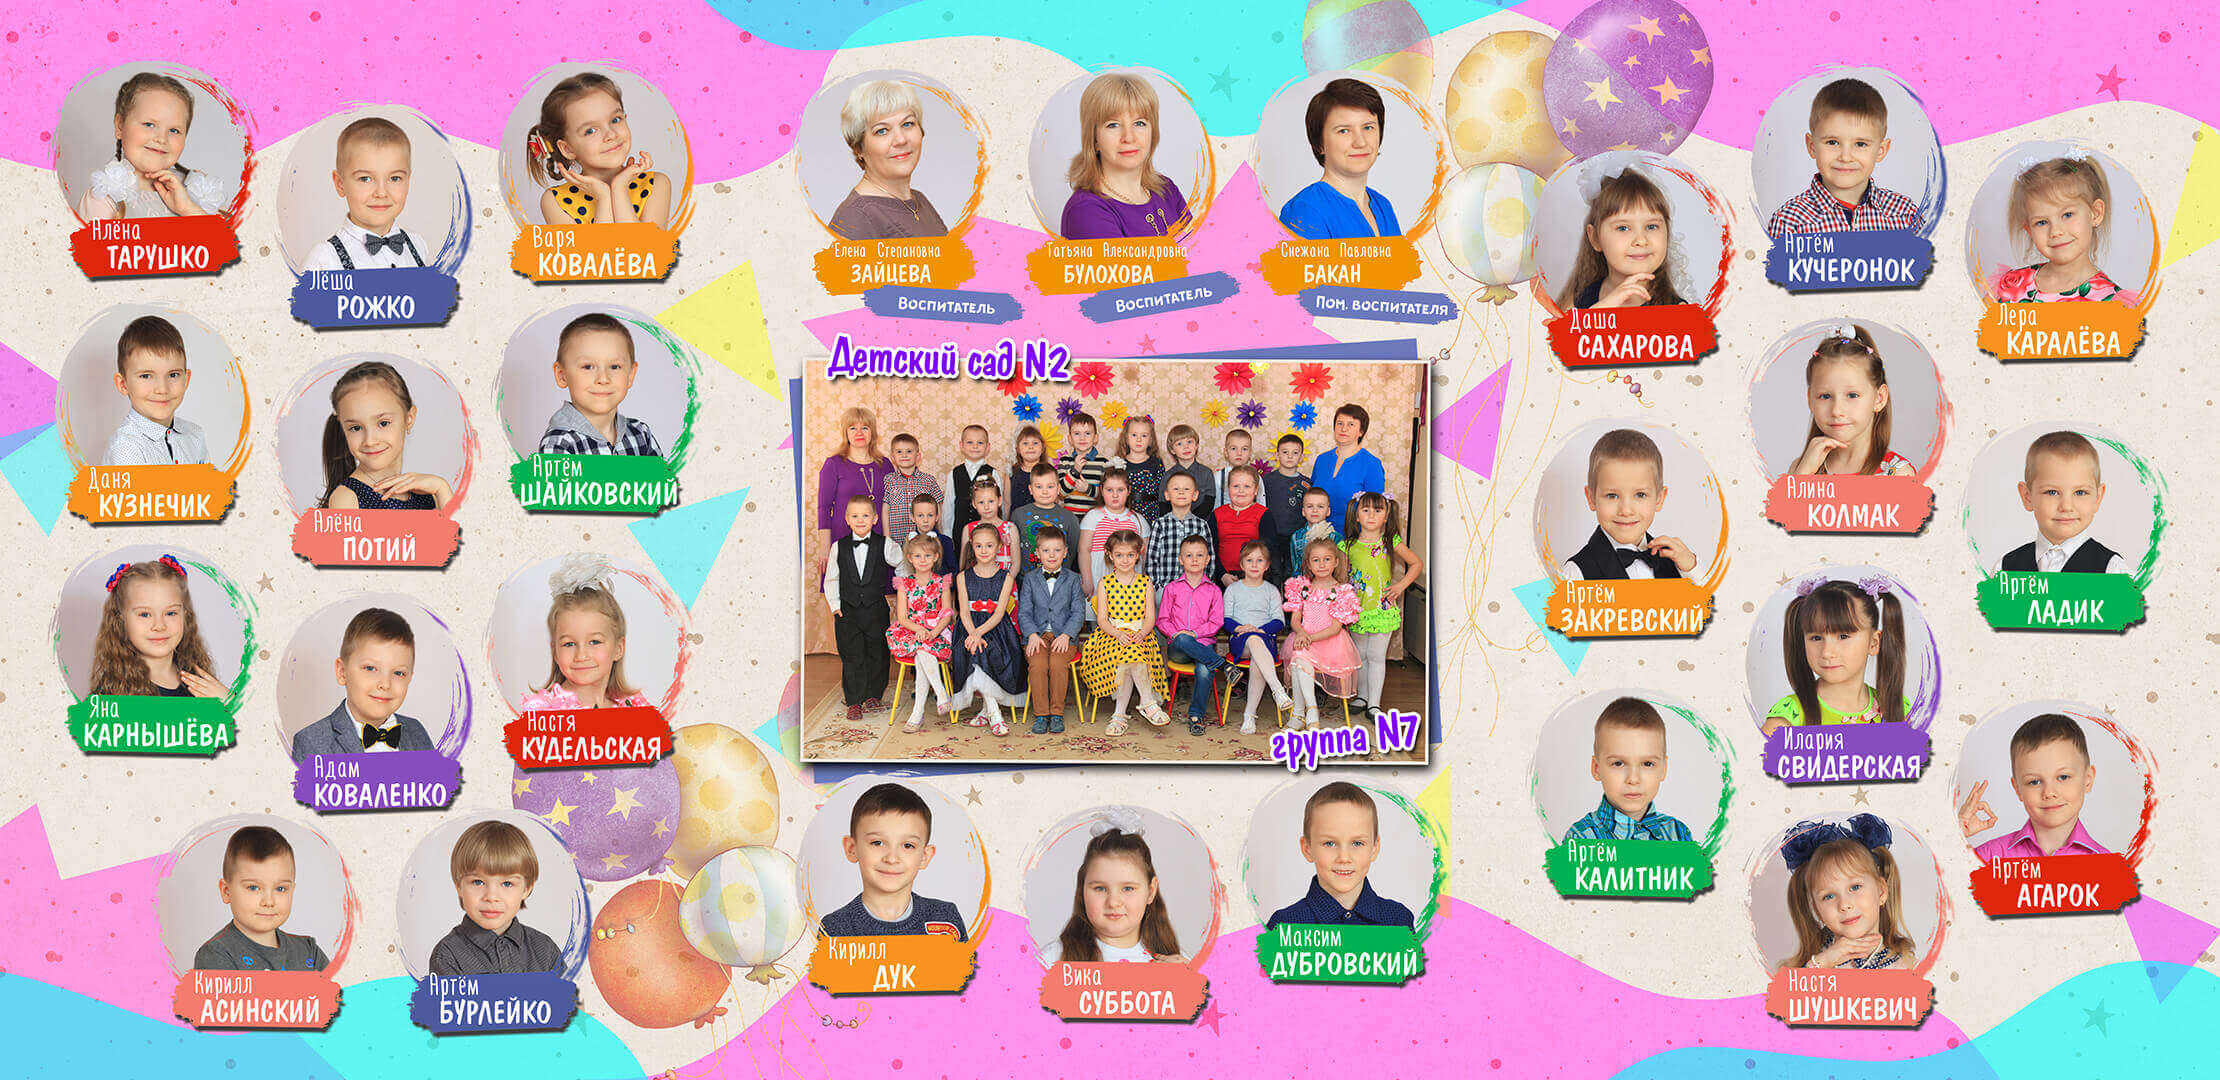 Алёна
ТАРУШКО
Лёша
РОЖКО
Варя
КОВАЛЁВА
Елена Степановна
ЗАЙЦЕВА
Воспитатель
Татьяна Александровна
БУЛОХОВА
Воспитатель
Снежана Павловна
БАКАН
Пом. воспитателя
Даша
САХАРОВА
Артём
КУЧЕРОНОК
Лера
КАРАЛЁВА
Даня
КУЗНЕЧИК
Алёна
ПОТИЙ
Артём
ШАЙКОВСКИЙ
Детский сад N2
группа N7
Артём
ЗАКРЕВСКИЙ
Алина
КОЛМАК
Артём
ЛАДИК
Яна
КАРНЫШЁВА
Адам
КОВАЛЕНКО
Настя
КУДЕЛЬСКАЯ
Артём
КАЛИТНИК
Илария
СВИДЕРСКАЯ
Артём
АГАРОК
Кирилл
АСИНСКИЙ
Артём
БУРЛЕЙКО
Кирилл
ДУК
Вика
СУББОТА
Максим
ДУБРОВСКИЙ
Настя
ШУШКЕВИЧ